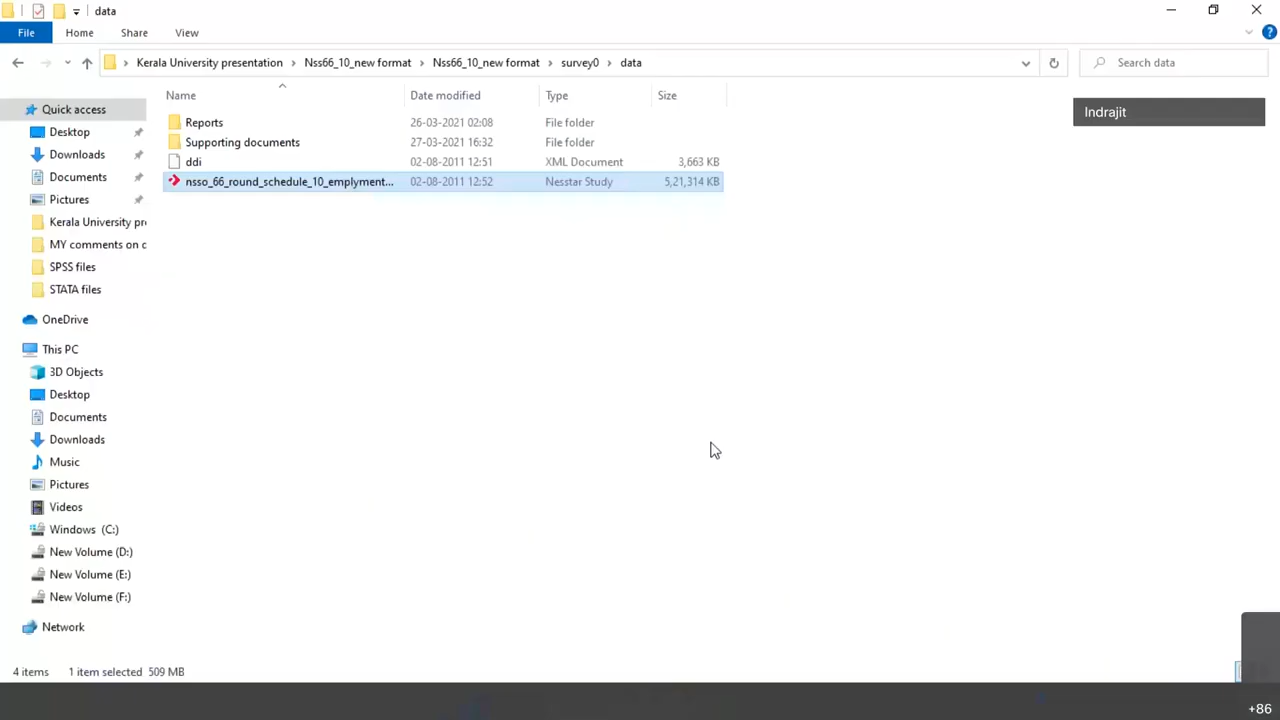 data
File Home Share View
Kerala University presentation Nss66_10_new format Nss66_10_new format survey0 data Search data
Name Date modified Type Size
Indrajit
Quick access
Desktop
Downloads
Documents
Pictures
Kerala University pr
MY comments on c
SPSS files
STATA files
OneDrive
This PC
3D Objects
Desktop
Documents
Downloads
Music
Pictures
Videos
Windows (C:)
New Volume (D:)
New Volume (E:)
New Volume (F:)
Network
Reports 26-03-2021 02:08 File folder
Supporting documents 27-03-2021 16:32 File folder
ddi 02-08-2011 12:51 XML Document 3,663 KB
nsso_66_round_schedule_10_emplyment... 02-08-2011 12:52 Nesstar Study 5,21,314 KB
4 items 1 item selected 509 MB
+86